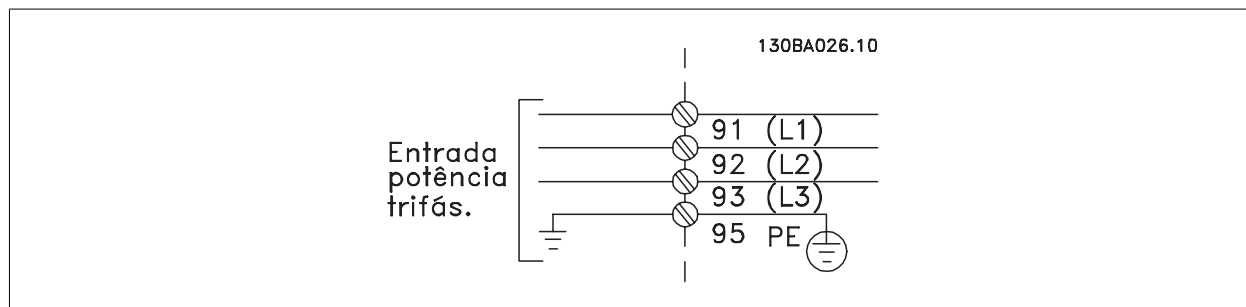 130BA026.10
Entrada
potência
trifás.
91 (L1)
92 (L2)
93 (L3)
95 PE